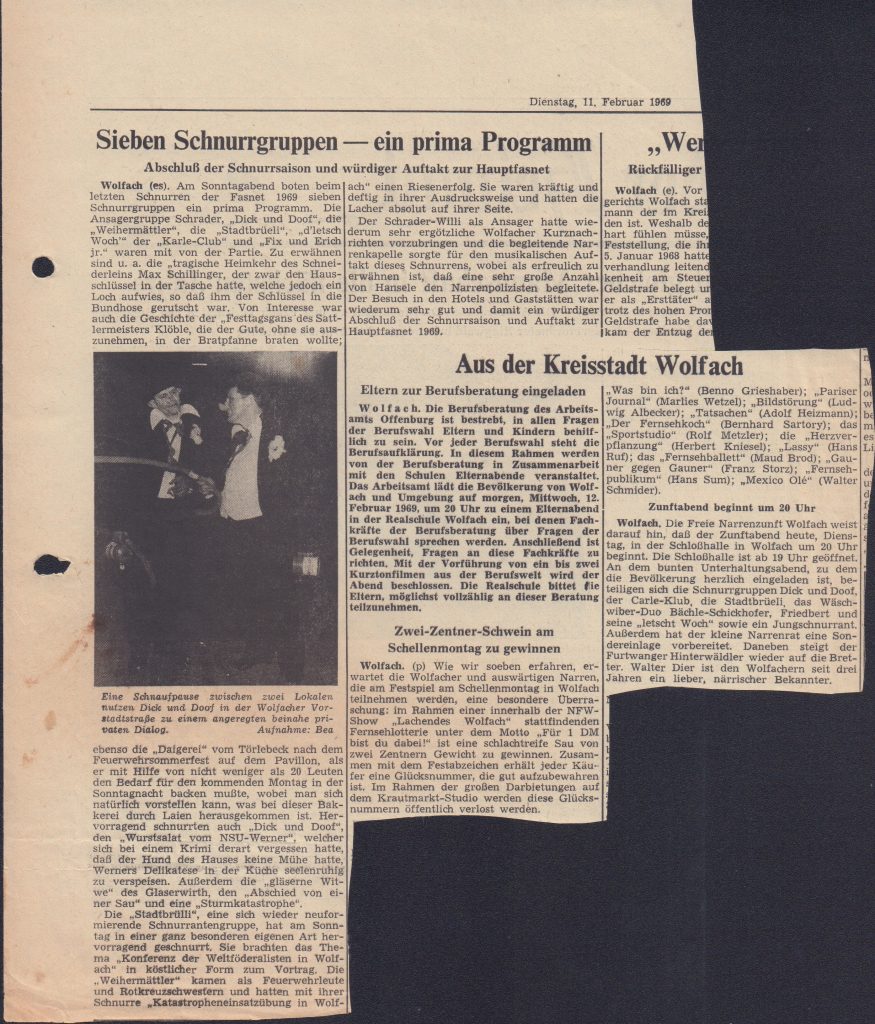 Dienstag, 11. Februar 1969
Sieben Schnurrgruppen — ein prima Programm
Abschluß der Schnurrsaison und würdiger Auftakt zur Hauptfasnet
Wolfach (es). Am Sonntagabend boten beim
letzten Schnurren der Fasnet 1969 sieben
Schnurrgruppen ein prima Programm. Die
Ansagergruppe Schrader, „Dick und Doof", die
„Weihermättler", die „Stadtbrüeli", „d'letsch
Woch'" der „Karle-Club" und „Fix und Erich
jr." waren mit von der Partie. Zu erwähnen
sind u. a. die „tragische Heimkehr des Schnei-
derleins Max Schillinger, der zwar den Haus-
schlüssel in der Tasche hatte, welche jedoch ein
Loch aufwies, so daß ihm der Schlüssel in die
Bundhose gerutscht war. Von Interesse war
auch die Geschichte der „Festtagsgans des Satt-
lermeisters Klöble, die der Gute, ohne sie aus-
zunehmen, in der Bratpfanne braten wollte;
Eine Schnaufpause zwischen zwei Lokalen
nutzen Dick und Doof in der Wolfacher Vor-
stadtstraße zu einem angeregten beinahe pri-
vaten Dialog. Aufnahme: Bea
ebenso die „Daigerei" vom Törlebeck nach dem
Feuerwehrsommerfest auf dem Pavillon, als
er mit Hilfe von nicht weniger als 20 Leuten
den Bedarf für den kommenden Montag in der
Sonntagnacht backen mußte, wobei man sich
natürlich vorstellen kann, was bei dieser Bak-
kerei durch Laien herausgekommen ist. Her-
vorragend schnurrten auch „Dick und Doof",
den „Wurstsalat vom NSU-Werner", welcher
sich bei einem Krimi derart vergessen hatte,
daß der Hund des Hauses keine Mühe hatte,
Werners Delikatese in der Küche seelenruhig
zu verspeisen. Außerdem die „gläserne Wit-
we" des Glaserwirth, den „Abschied von ei-
ner Sau" und eine „Sturmkatastrophe".
Die „Stadtbrülli", eine sich wieder neufor-
mierende Schnurrantengruppe, hat am Sonn-
tag in einer ganz besonderen eigenen Art her-
vorragend geschnurrt. Sie brachten das The-
ma „Konferenz der Weltföderalisten in Wolf-
ach" in köstlicher Form zum Vortrag. Die
„Weihermättler" kamen als Feuerwehrleute
und Rotkreuzschwestern und hatten mit ihrer
Schnurre „Katastropheneinsatzübung in Wolf-
ach" einen Riesenerfolg. Sie waren kräftig und
deftig in ihrer Ausdrucksweise und hatten die
Lacher absolut auf ihrer Seite.
Der Schrader-Willi als Ansager hatte wie-
derum sehr ergötzliche Wolfacher Kurznach-
richten vorzubringen und die begleitende Nar-
renkapelle sorgte für den musikalischen Auf-
takt dieses Schnurrens, wobei als erfreulich zu
erwähnen ist, daß eine sehr große Anzahl
von Hansele den Narrenpolizisten begleitete.
Der Besuch in den Hotels und Gaststätten war
wiederum sehr gut und damit ein würdiger
Abschluß der Schnurrsaison und Auftakt zur
Hauptfasnet 1969.
„Wer
Rückfälliger
Wolfach (e). Vor
gerichts Wolfach sta
mann der im Krei
den ist. Weshalb de
hart fühlen müsse,
Feststellung, die ih
5. Januar 1968 hatte
verhandlung leitend
kenheit am Steuer
Geldstrafe belegt u
er als „Ersttäter" a
trotz des hohen Pro
Geldstrafe habe da
kam der Entzug der
Aus der Kreisstadt Wolfach
Eltern zur Berufsberatung eingeladen
Wolfach. Die Berufsberatung des Arbeits-
amts Offenburg ist bestrebt, in allen Fragen
der Berufswahl Eltern und Kindern behilf-
lich zu sein. Vor jeder Berufswahl steht die
Berufsaufklärung. In diesem Rahmen werden
von der Berufsberatung in Zusammenarbeit
mit den Schulen Elternabende veranstaltet.
Das Arbeitsamt lädt die Bevölkerung von Wolf-
ach und Umgebung auf morgen, Mittwoch, 12.
Februar 1969, um 20 Uhr zu einem Elternabend
in der Realschule Wolfach ein, bei denen Fach-
kräfte der Berufsberatung über Fragen der
Berufswahl sprechen werden. Anschließend ist
Gelegenheit, Fragen an diese Fachkräfte zu
richten. Mit der Vorführung von ein bis zwei
Kurztonfilmen aus der Berufswelt wird der
Abend beschlossen. Die Realschule bittet die
Eltern, möglichst vollzählig an dieser Beratung
teilzunehmen.
Zwei-Zentner-Schwein am
Schellenmontag zu gewinnen
Wolfach. (p) Wie wir soeben erfahren, er-
wartet die Wolfacher und auswärtigen Narren,
die am Festspiel am Schellenmontag in Wolfach
teilnehmen werden, eine besondere Überra-
schung: im Rahmen einer innerhalb der NFW-
Show „Lachendes Wolfach" stattfindenden
Fernsehlotterie unter dem Motto „Für 1 DM
bist du dabei!" ist eine schlachtreife Sau von
zwei Zentnern Gewicht zu gewinnen. Zusam-
men mit dem Festabzeichen erhält jeder Käu-
fer eine Glücksnummer, die gut aufzubewahren
ist. Im Rahmen der großen Darbietungen auf
dem Krautmarkt-Studio werden diese Glücks-
nummern öffentlich verlost werden.
„Was bin ich?" (Benno Grieshaber); „Pariser
Journal" (Marlies Wetzel); „Bildstörung" (Lud-
wig Albecker); „Tatsachen" (Adolf Heizmann);
„Der Fernsehkoch" (Bernhard Sartory); das
„Sportstudio" (Rolf Metzler); die „Herzver-
pflanzung" (Herbert Kniesel); „Lassy" (Hans
Ruf); das „Fernsehballett" (Maud Brod); „Gau-
ner gegen Gauner" (Franz Storz); „Fernseh-
publikum" (Hans Sum); „Mexico Olé" (Walter
Schmider).
Zunftabend beginnt um 20 Uhr
Wolfach. Die Freie Narrenzunft Wolfach weist
darauf hin, daß der Zunftabend heute, Diens-
tag, in der Schloßhalle in Wolfach um 20 Uhr
beginnt. Die Schloßhalle ist ab 19 Uhr geöffnet.
An dem bunten Unterhaltungsabend, zu dem
die Bevölkerung herzlich eingeladen ist, be-
teiligen sich die Schnurrgruppen Dick und Doof,
der Carle-Klub, die Stadtbrüeli, das Wäsch-
wiber-Duo Bächle-Schickhofer, Friedbert und
seine „letscht Woch" sowie ein Jungschnurrant.
Außerdem hat der kleine Narrenrat eine Son-
dereinlage vorbereitet. Daneben steigt der
Furtwanger Hinterwäldler wieder auf die Bret-
ter. Walter Dier ist den Wolfachern seit drei
Jahren ein lieber, närrischer Bekannter.